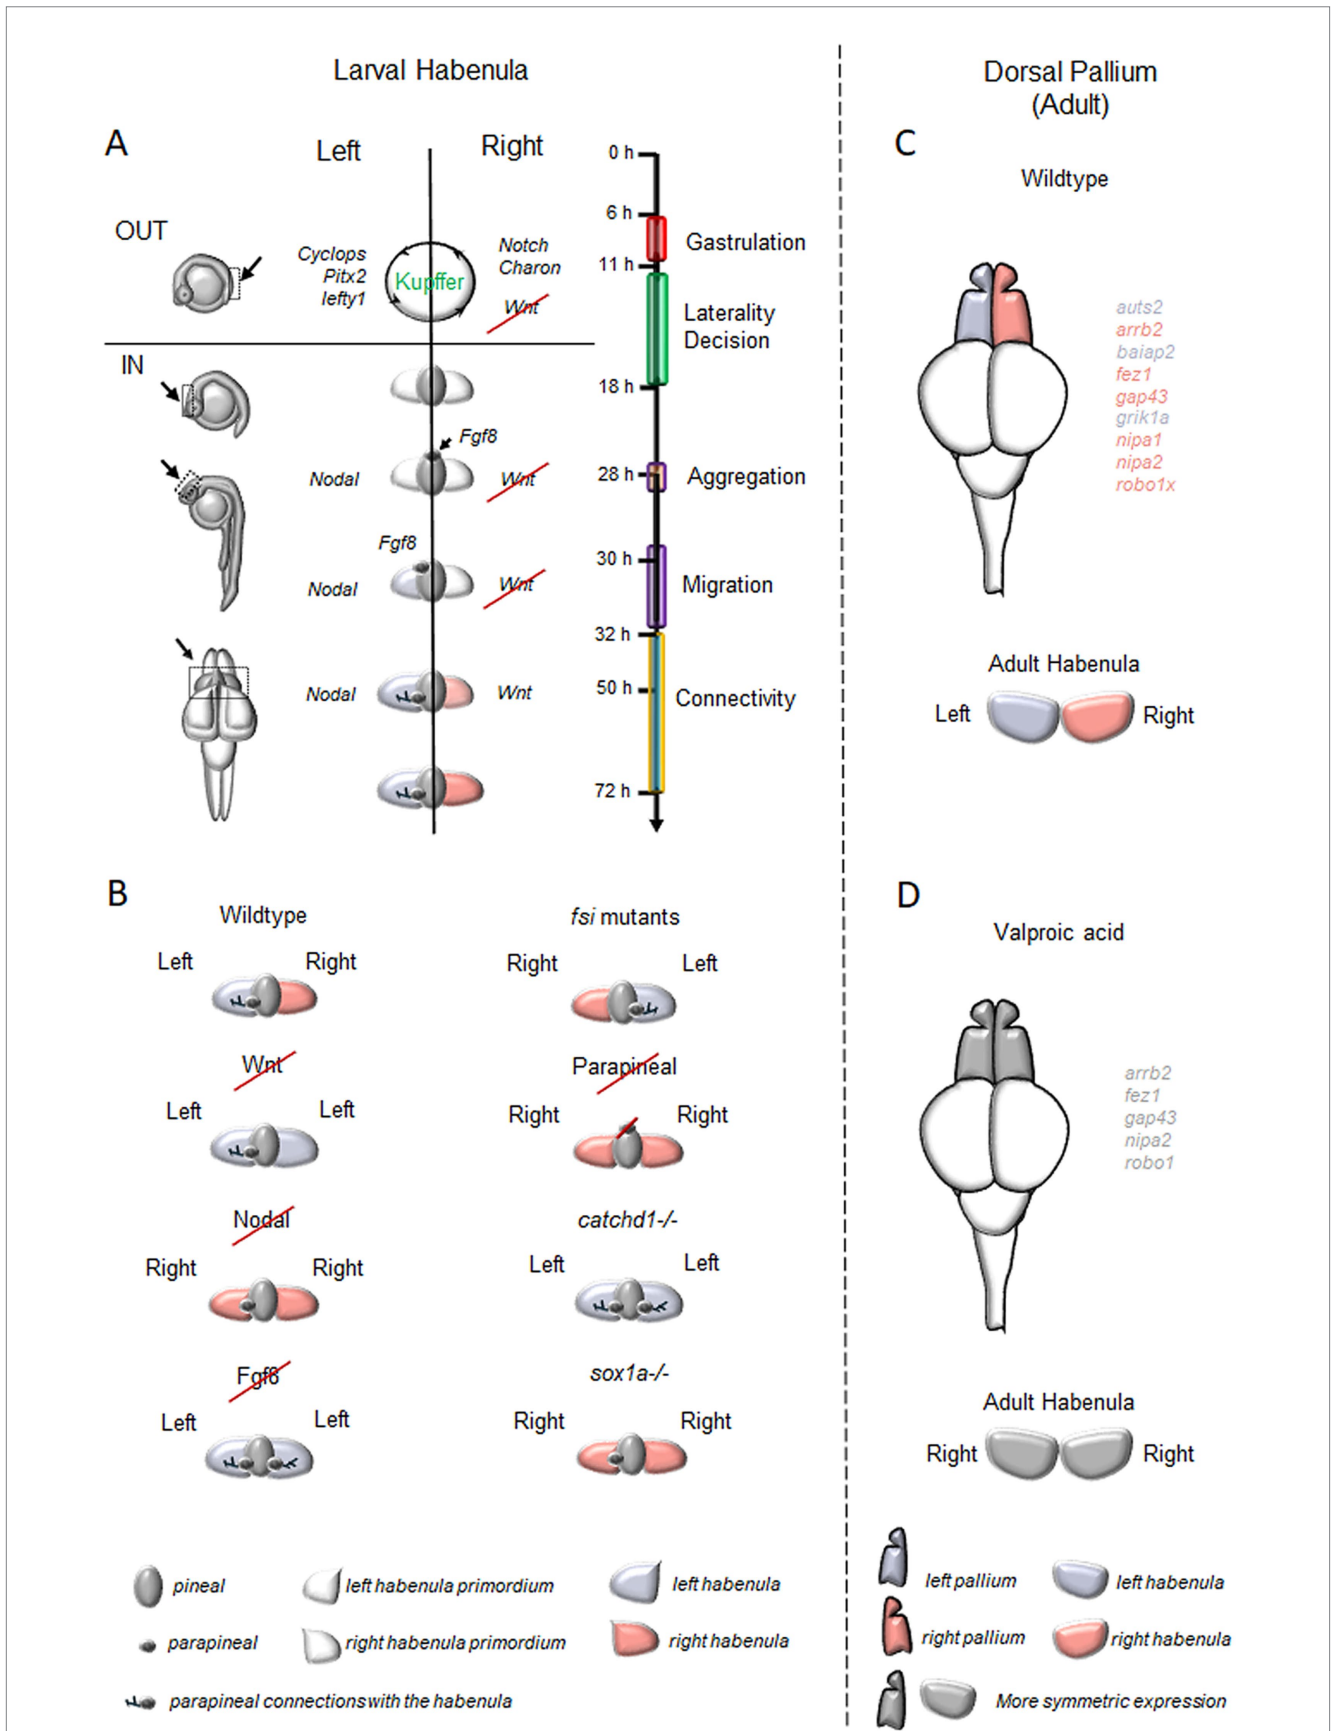 Larval Habenula
A
Left
Right
OUT
Cyclops
Pitx2
lefty1
Kupffer
Notch
Charon
Wnt
IN
Fgf8
Nodal
Wnt
Fgf8
Nodal
Wnt
Nodal
Wnt
0 h
6 h
Gastrulation
11 h
Laterality
Decision
18 h
28 h
Aggregation
30 h
Migration
32 h
50 h
Connectivity
72 h
B
Wildtype
Left
Right
Wnt
Left
Left
Nodal
Right
Right
Fgf8
Left
Left
fsi mutants
Right
Left
Parapineal
Right
Right
catchd1-/-
Left
Left
sox1a-/-
Right
Right
pineal
left habenula primordium
left habenula
parapineal
right habenula primordium
right habenula
parapineal connections with the habenula
Dorsal Pallium
(Adult)
C
Wildtype
auts2
arrb2
baiap2
fez1
gap43
grik1a
nipa1
nipa2
robo1x
Adult Habenula
Left
Right
D
Valproic acid
arrb2
fez1
gap43
nipa2
robo1
Adult Habenula
Right
Right
left pallium
left habenula
right pallium
right habenula
More symmetric expression